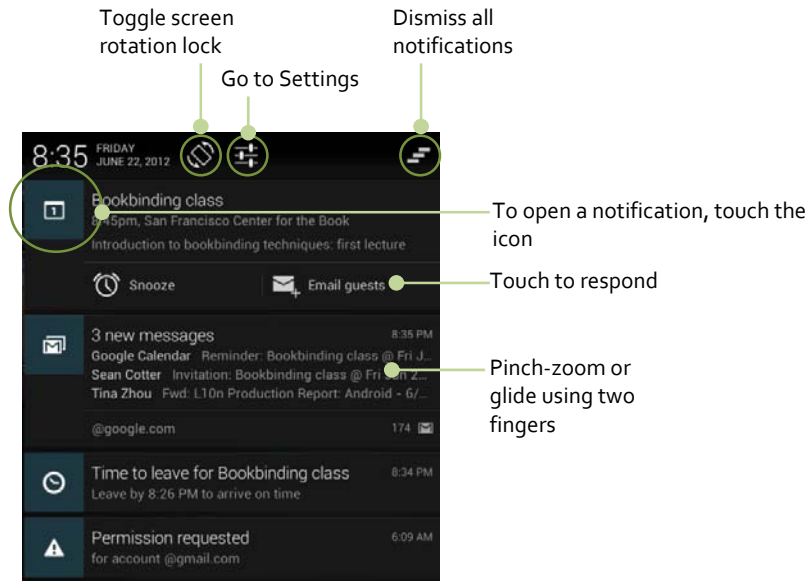 Toggle screen
rotation lock
Dismiss all
notifications
Go to Settings
8:35 FRIDAY
JUNE 22, 2012
1
Bookbinding class
8:45pm, San Francisco Center for the Book
Introduction to bookbinding techniques: first lecture
To open a notification, touch the
icon
Snooze
Email guests
Touch to respond
3 new messages 8:35 PM
Google Calendar Reminder: Bookbinding class @ Fri J...
Sean Cotter Invitation: Bookbinding class @ Fri Jun 2...
Tina Zhou Fwd: L10n Production Report: Android - 6/...
Pinch-zoom or
glide using two
fingers
@google.com 174
Time to leave for Bookbinding class 8:34 PM
Leave by 8:26 PM to arrive on time
Permission requested 6:09 AM
for account @gmail.com